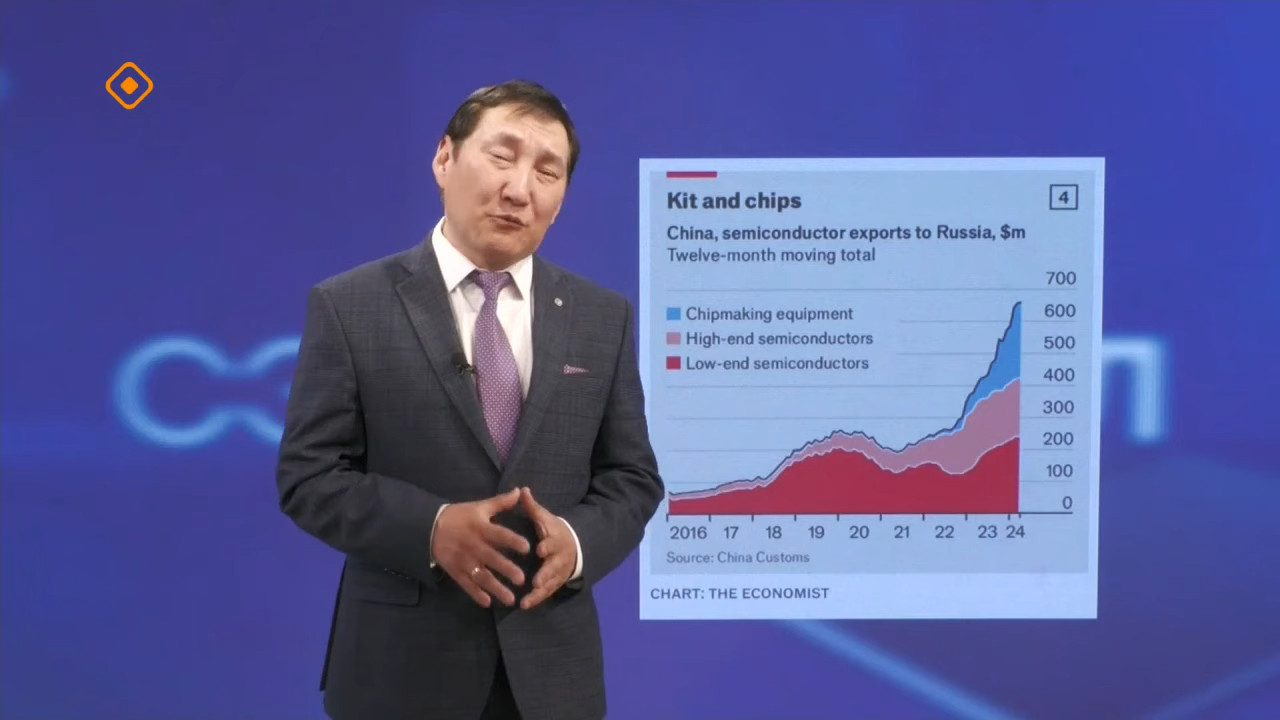 Kit and chips
4
China, semiconductor exports to Russia, $m
Twelve-month moving total
700
Chipmaking equipment
600
High-end semiconductors
500
Low-end semiconductors
400
300
200
100
0
2016 17 18 19 20 21 22 23 24
Source: China Customs
CHART: THE ECONOMIST